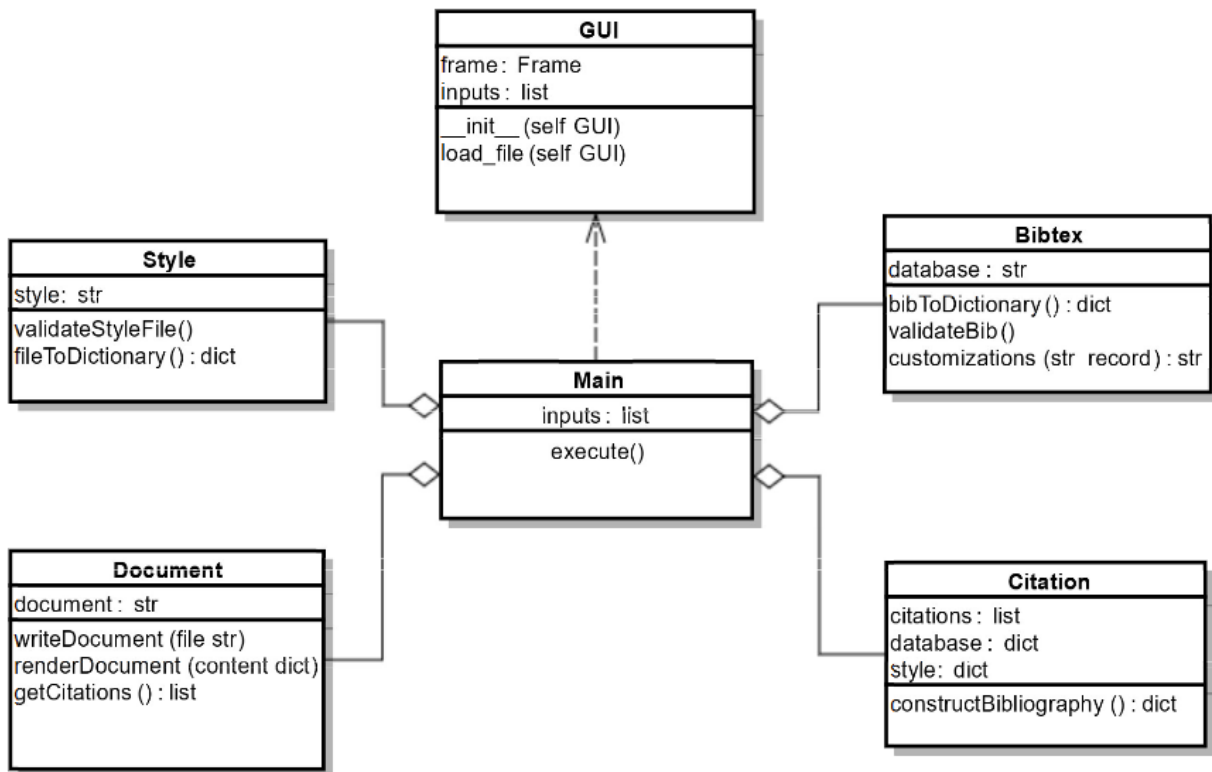 GUI
frame: Frame
inputs: list
__init__(self GUI)
load_file(self GUI)
Style
style: str
validateStyleFile()
fileToDictionary(): dict
Bibtex
database: str
bibToDictionary(): dict
validateBib()
customizations (str record): str
Main
inputs: list
execute()
Document
document: str
writeDocument (file str)
renderDocument (content dict)
getCitations (): list
Citation
citations: list
database: dict
style: dict
constructBibliography (): dict